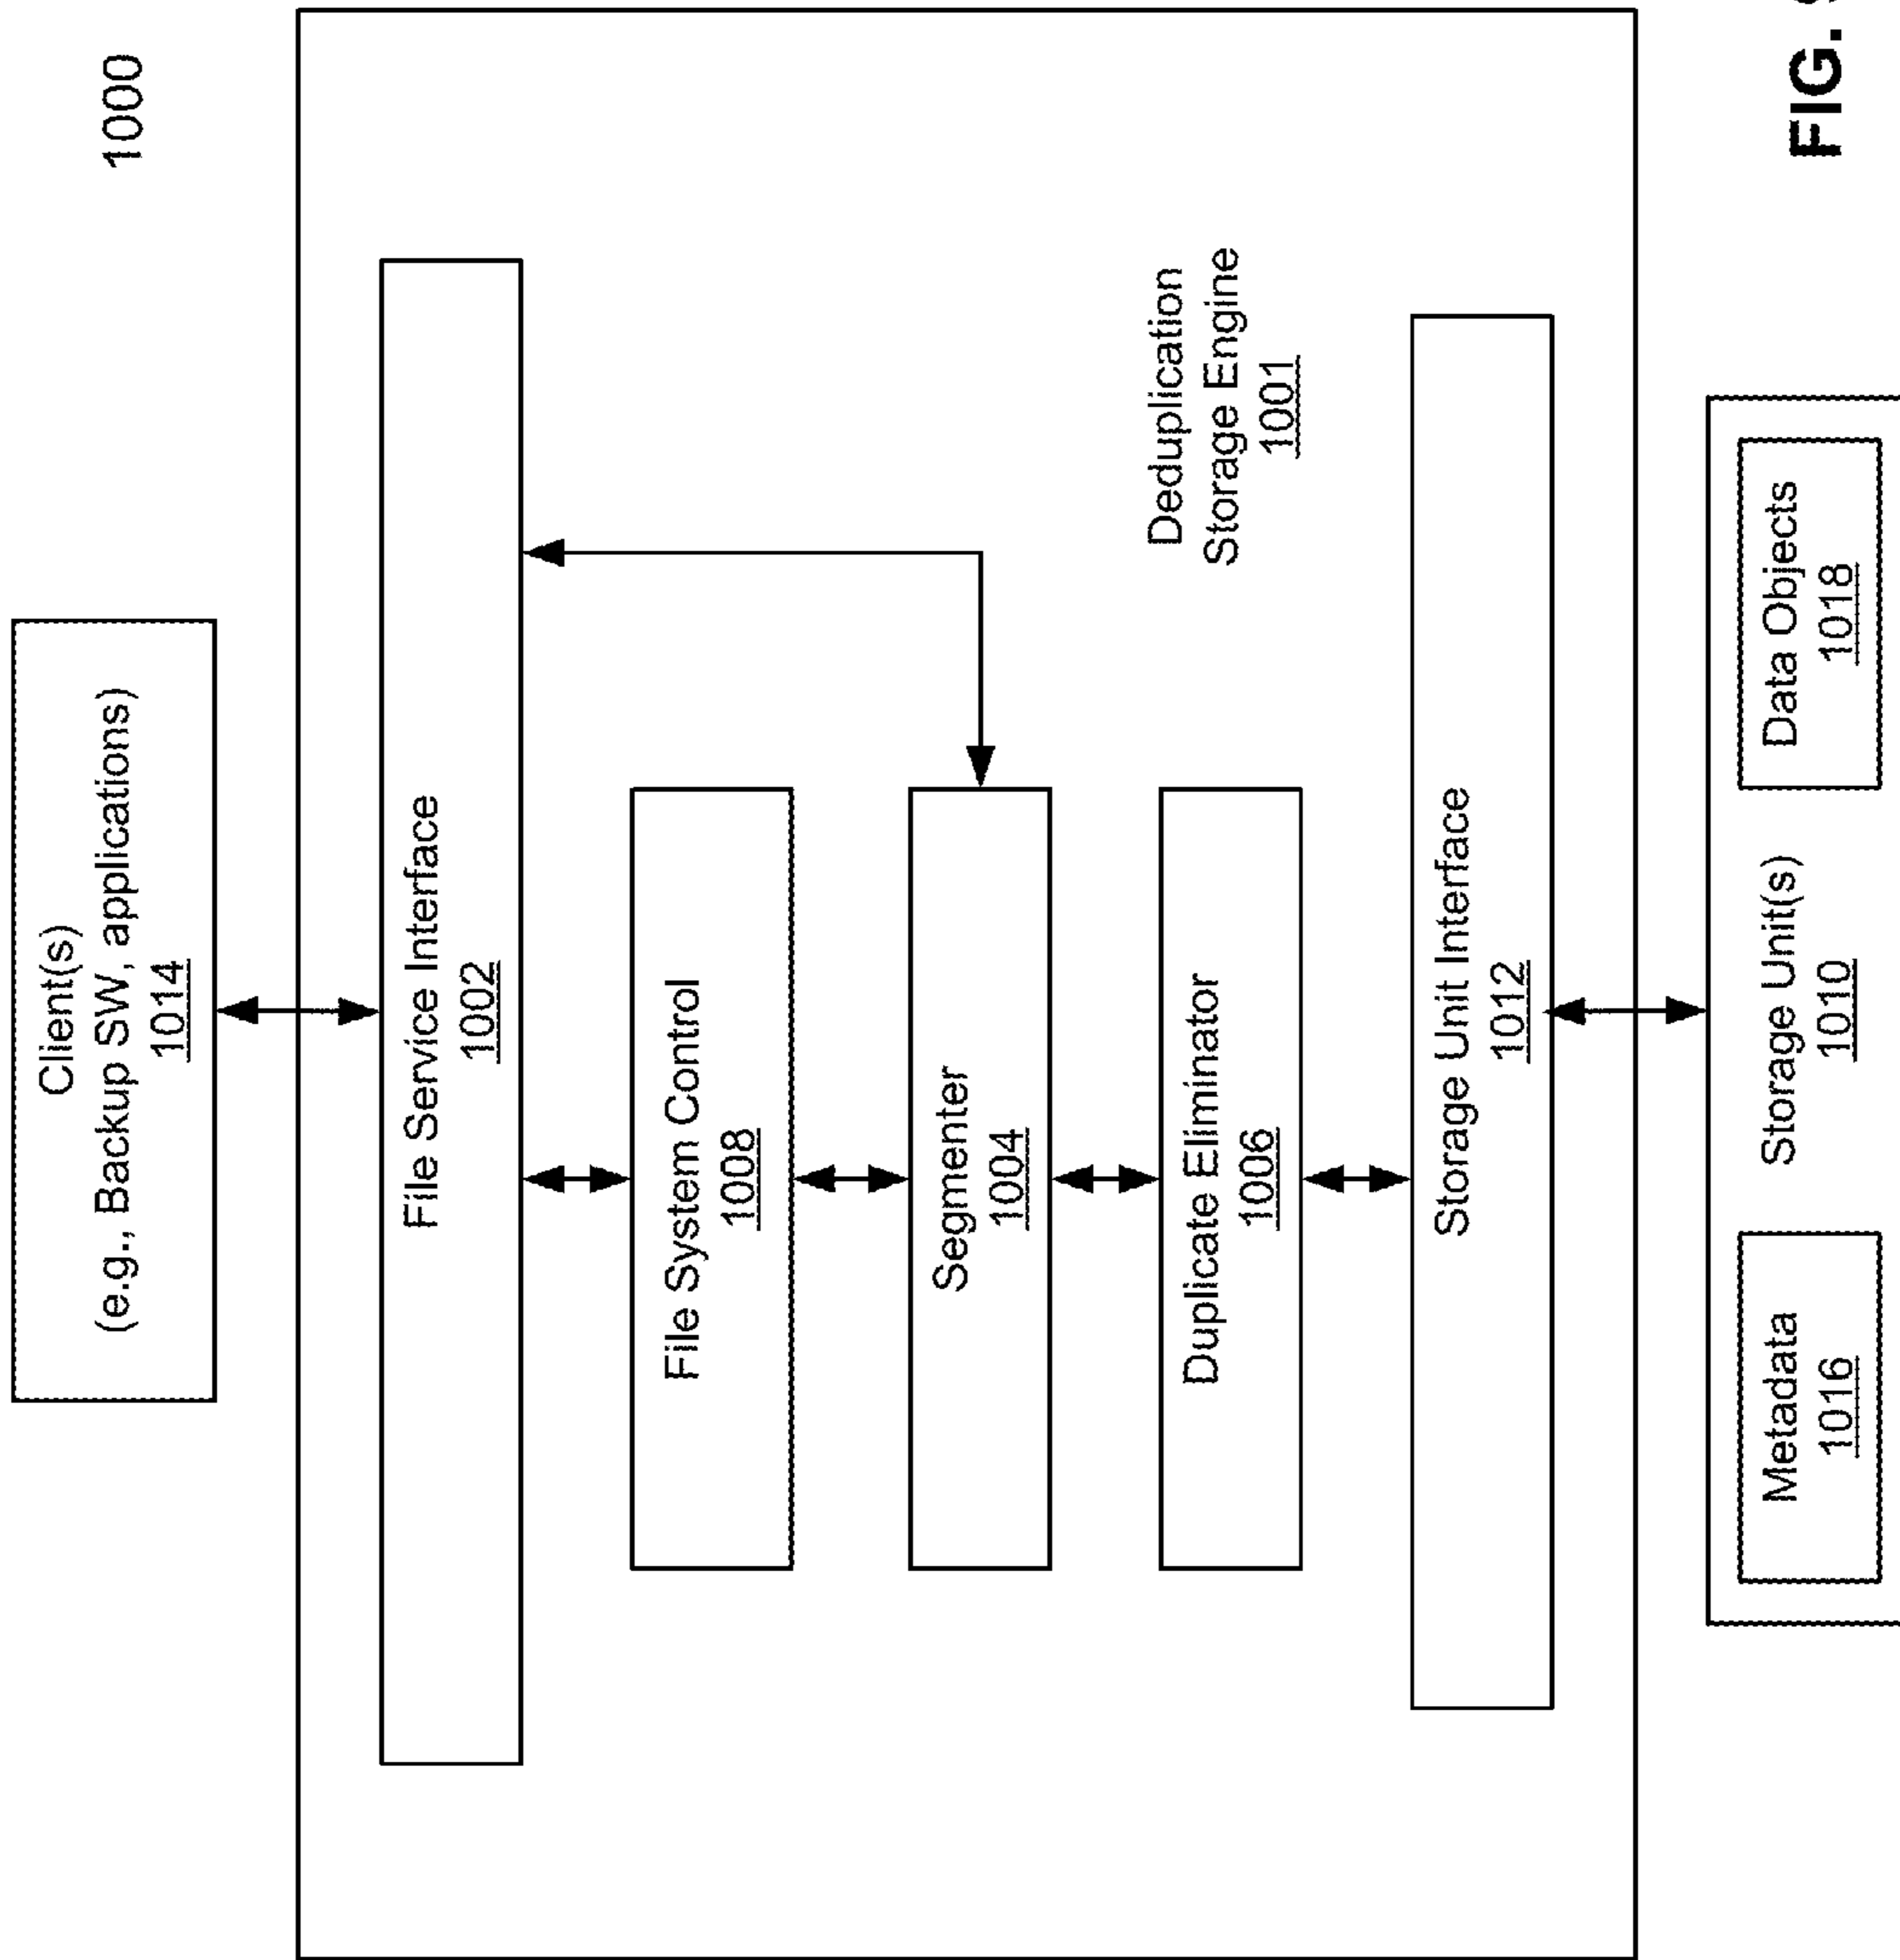 1000
Client(s)
(e.g., Backup SW, applications)
1014
File Service Interface
1002
File System Control
1008
Segmenter
1004
Duplicate Eliminator
1006
Deduplication
Storage Engine
1001
Storage Unit Interface
1012
Metadata
1016
Storage Unit(s)
1010
Data Objects
1018
FIG.